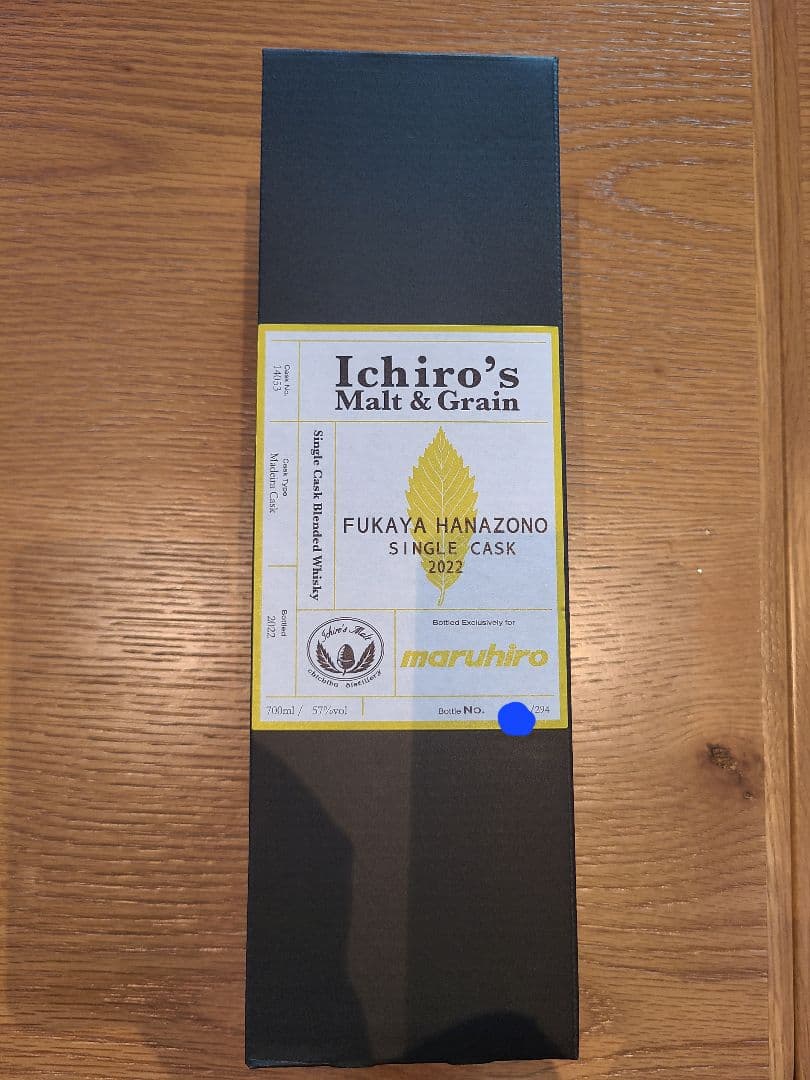 Ichiro's
Malt & Grain
Cask No.
14053
Cask Type
Madeira Cask
Bottled
2022
Single Cask Blended Whisky
FUKAYA HANAZONO
SINGLE CASK
2022
Ichiro's Malt
chichibu distillery
Bottled Exclusively for
maruhiro
700ml / 57%vol
Bottle No. /294